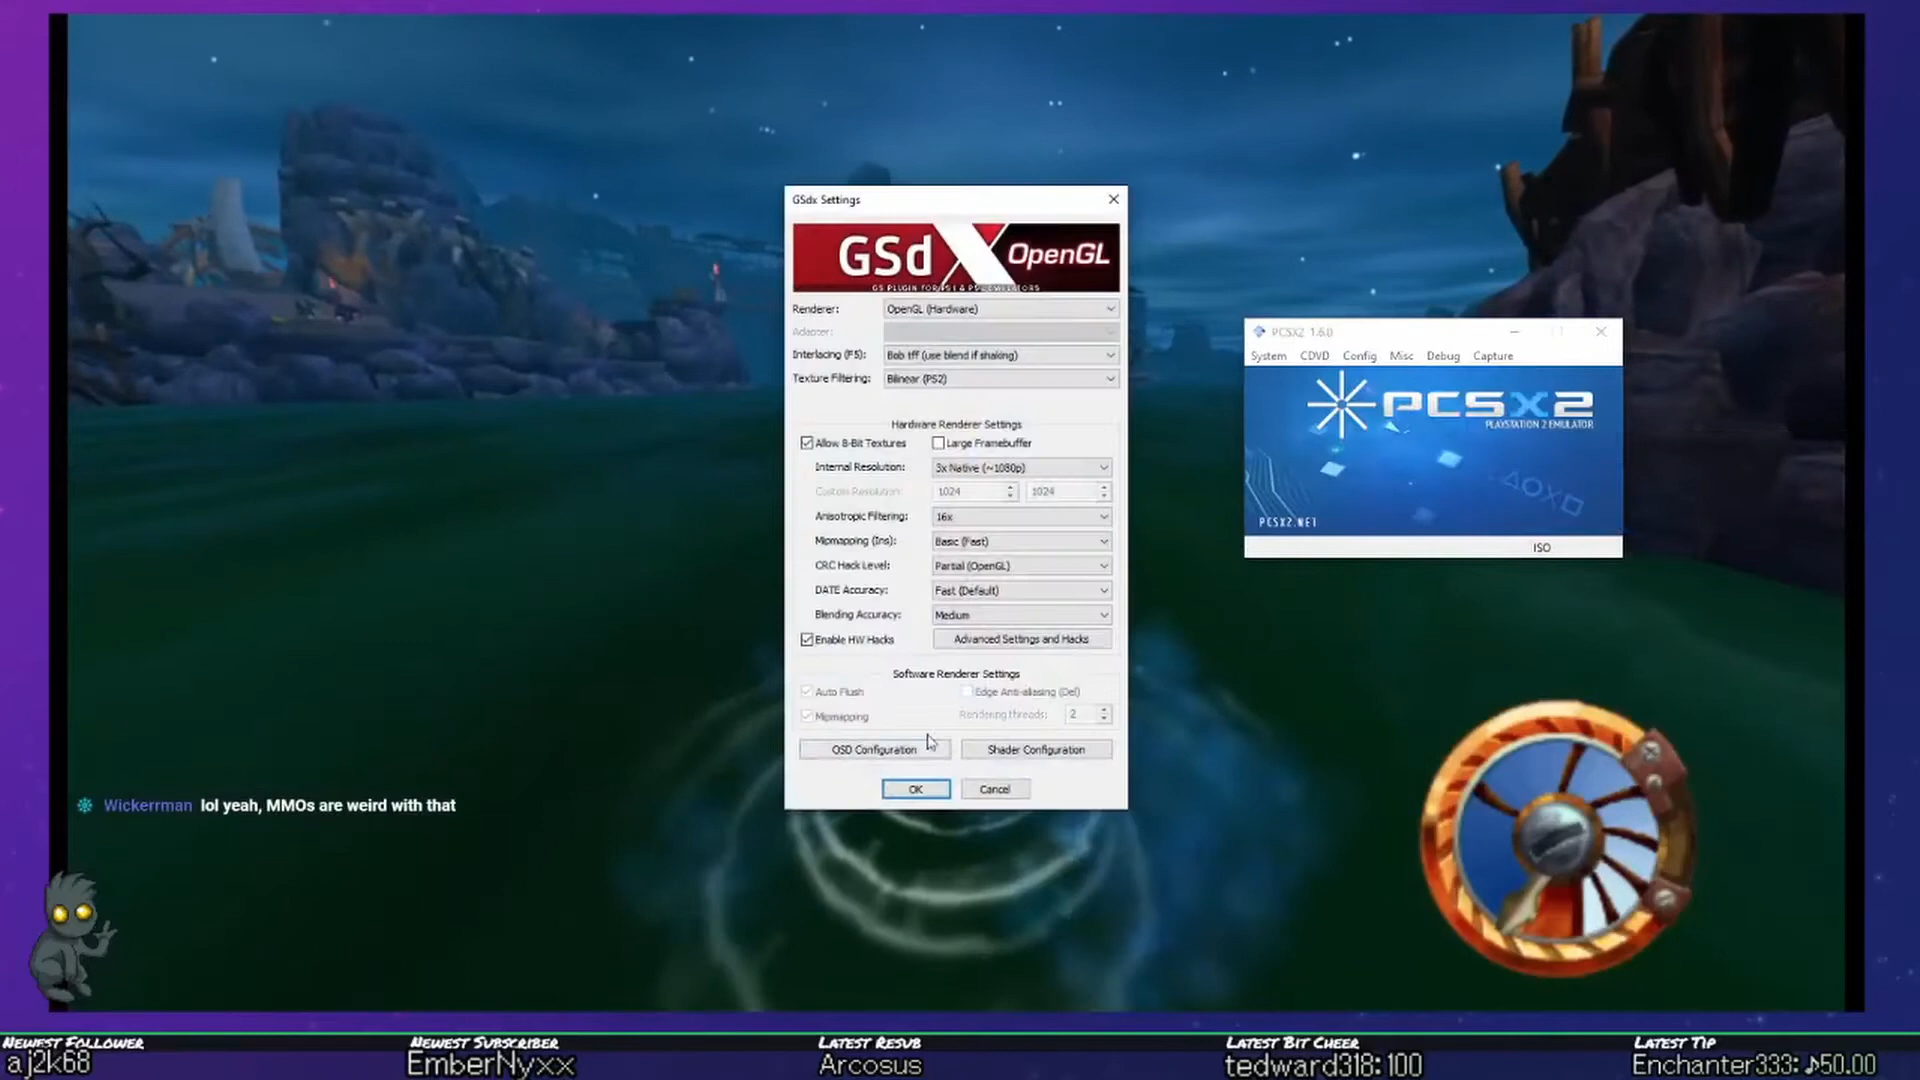 GSdx Settings
GSdX OpenGL
GS PLUGIN FOR PS1 & PS2 EMULATORS
Renderer: OpenGL (Hardware)
Adapter:
Interlacing (F5): Bob tff (use blend if shaking)
Texture Filtering: Bilinear (PS2)
Hardware Renderer Settings
Allow 8-Bit Textures Large Framebuffer
Internal Resolution: 3x Native (~1080p)
Custom Resolution: 1024 1024
Anisotropic Filtering: 16x
Mipmapping (Ins): Basic (Fast)
CRC Hack Level: Partial (OpenGL)
DATE Accuracy: Fast (Default)
Blending Accuracy: Medium
Enable HW Hacks Advanced Settings and Hacks
Software Renderer Settings
Auto Flush Edge Anti-aliasing (Del)
Mipmapping Rendering threads: 2
OSD Configuration Shader Configuration
OK Cancel
PCSX2 1.6.0
System CDVD Config Misc Debug Capture
PCSX2
PLAYSTATION 2 EMULATOR
PCSX2.NET
ISO
Wickerrman lol yeah, MMOs are weird with that
Newest Follower
aj2k68
Newest Subscriber
EmberNyxx
Latest Resub
Arcosus
Latest Bit Cheer
tedward318: 100
Latest Tip
Enchanter333: ♪50.00